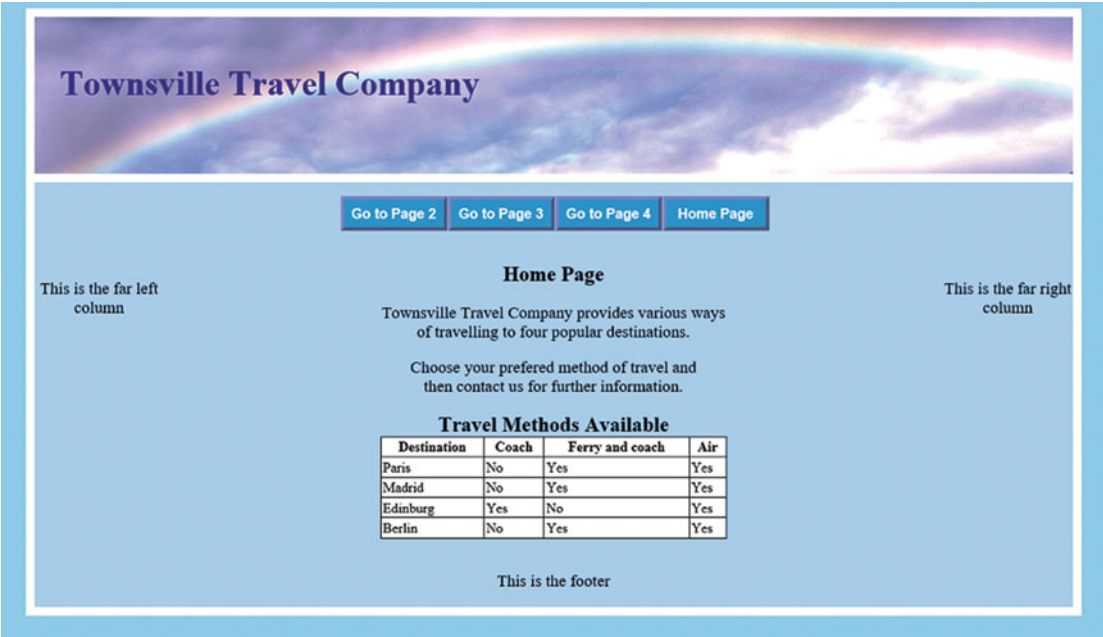 Townsville Travel Company
Go to Page 2 Go to Page 3 Go to Page 4 Home Page
This is the far left
column
Home Page
Townsville Travel Company provides various ways
of travelling to four popular destinations.
Choose your prefered method of travel and
then contact us for further information.
Travel Methods Available
Destination Coach Ferry and coach Air
Paris No Yes Yes
Madrid No Yes Yes
Edinburg Yes No Yes
Berlin No Yes Yes
This is the far right
column
This is the footer